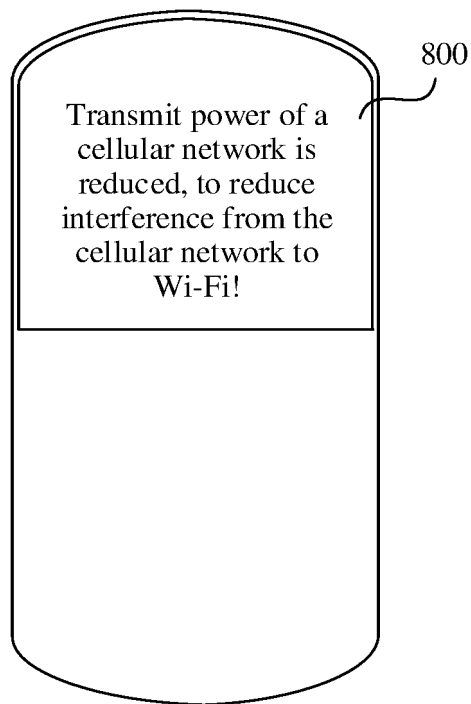 800
Transmit power of a
cellular network is
reduced, to reduce
interference from the
cellular network to
Wi-Fi!